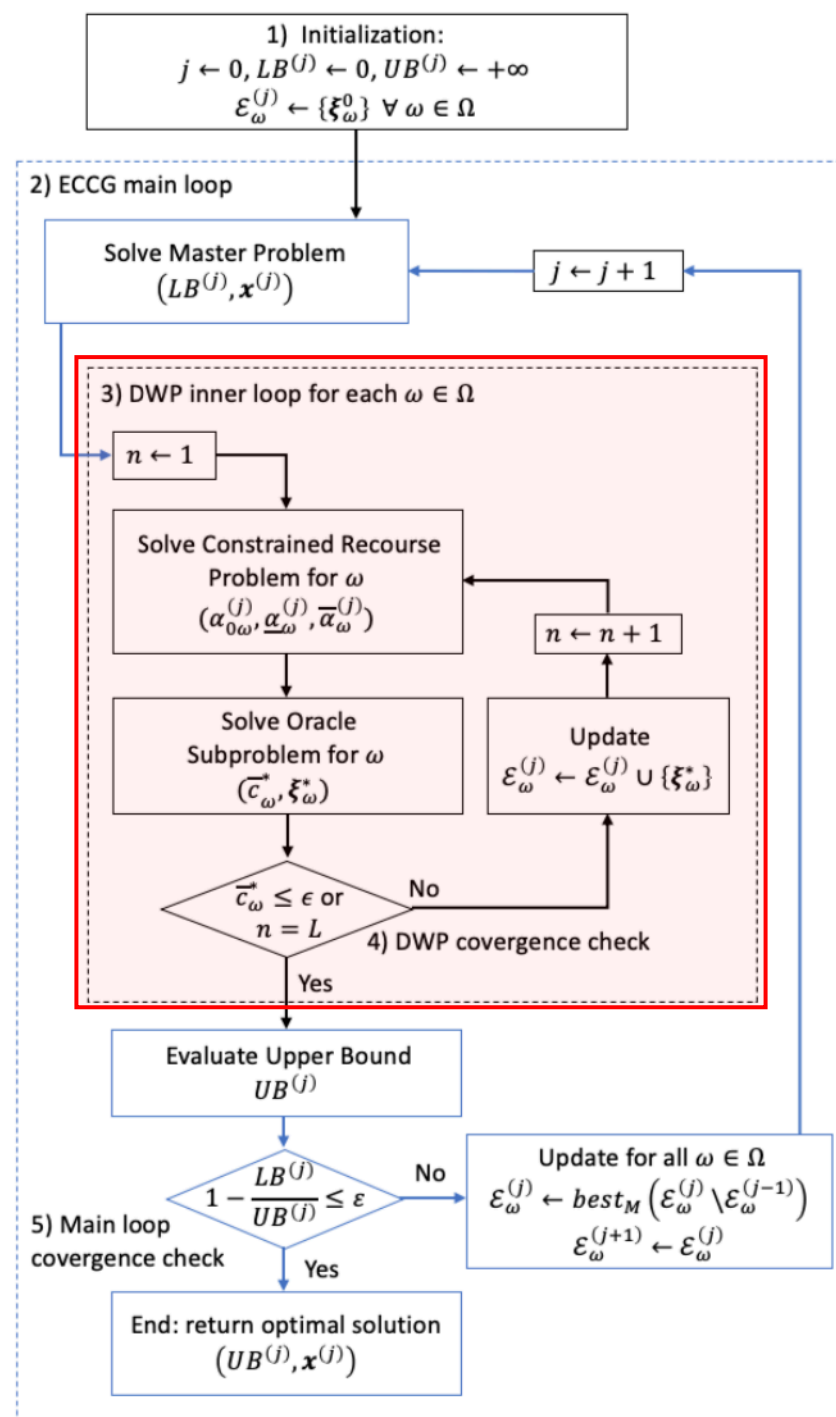 1) Initialization:
j ← 0, LB^(j) ← 0, UB^(j) ← +∞
ℰ_ω^(j) ← {ξ_ω^0} ∀ ω ∈ Ω
2) ECCG main loop
Solve Master Problem
(LB^(j), x^(j))
j ← j + 1
3) DWP inner loop for each ω ∈ Ω
n ← 1
Solve Constrained Recourse
Problem for ω
(α_0ω^(j), α̲_ω^(j), α̅_ω^(j))
n ← n + 1
Solve Oracle
Subproblem for ω
(c̅_ω^*, ξ_ω^*)
Update
ℰ_ω^(j) ← ℰ_ω^(j) ∪ {ξ_ω^*}
c̅_ω^* ≤ ϵ or
n = L
No
4) DWP covergence check
Yes
Evaluate Upper Bound
UB^(j)
1 − LB^(j)/UB^(j) ≤ ε
No
Update for all ω ∈ Ω
ℰ_ω^(j) ← best_M(ℰ_ω^(j) \ℰ_ω^(j−1))
ℰ_ω^(j+1) ← ℰ_ω^(j)
5) Main loop
covergence check
Yes
End: return optimal solution
(UB^(j), x^(j))